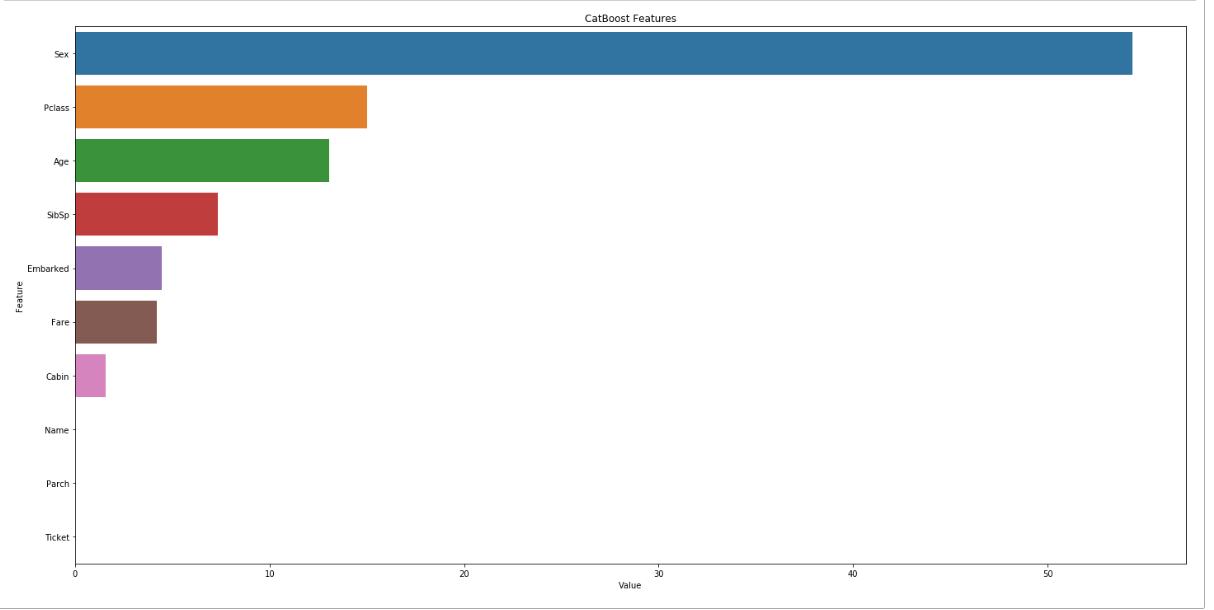 CatBoost Features
Sex
Pclass
Age
SibSp
Embarked
Fare
Cabin
Name
Parch
Ticket
Feature
0 10 20 30 40 50
Value